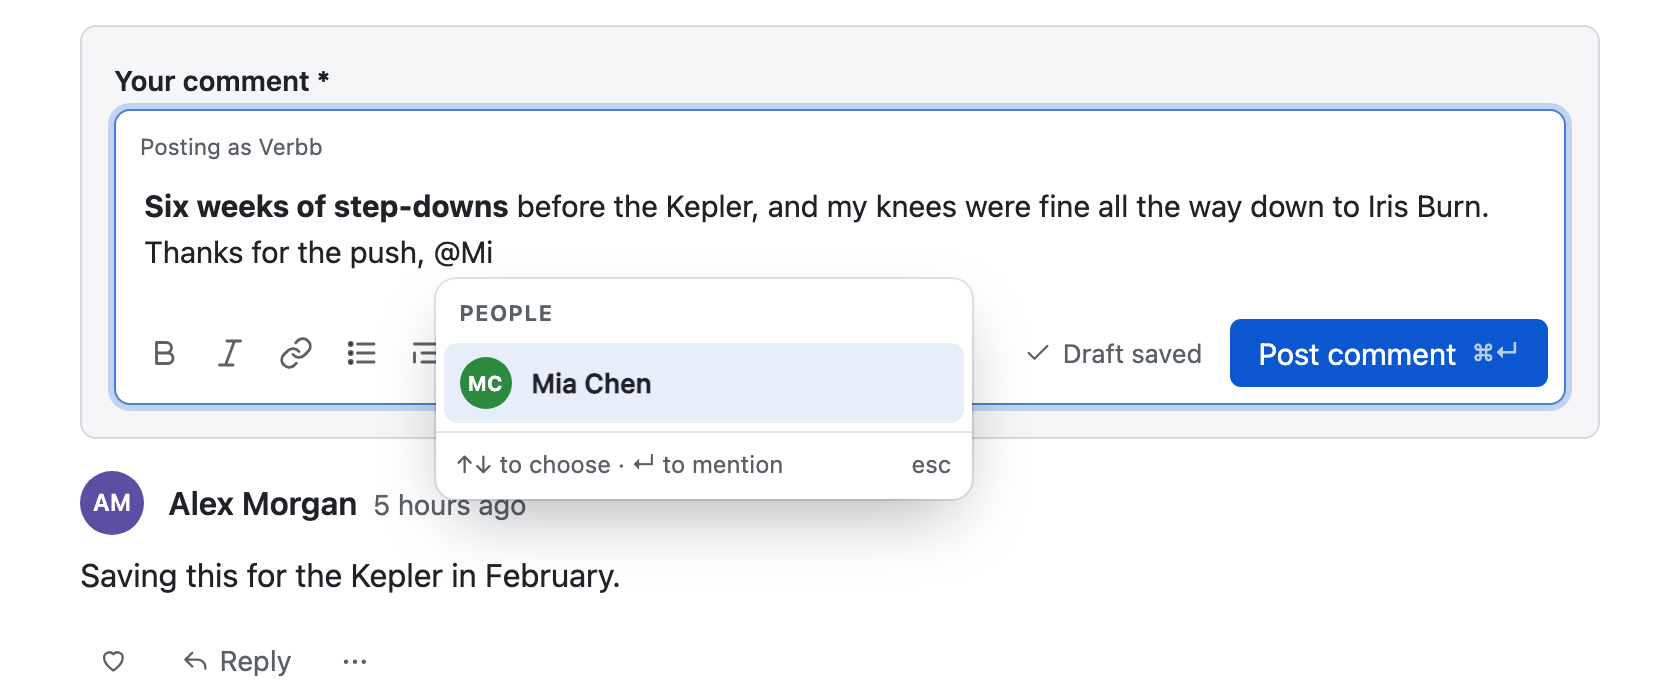 Your comment *
Posting as Verbb
Six weeks of step-downs before the Kepler, and my knees were fine all the way down to Iris Burn.
Thanks for the push, @Mi
PEOPLE
MC Mia Chen
↑↓ to choose · ↵ to mention esc
B I
✓ Draft saved
Post comment ⌘↵
AM Alex Morgan 5 hours ago
Saving this for the Kepler in February.
Reply ···